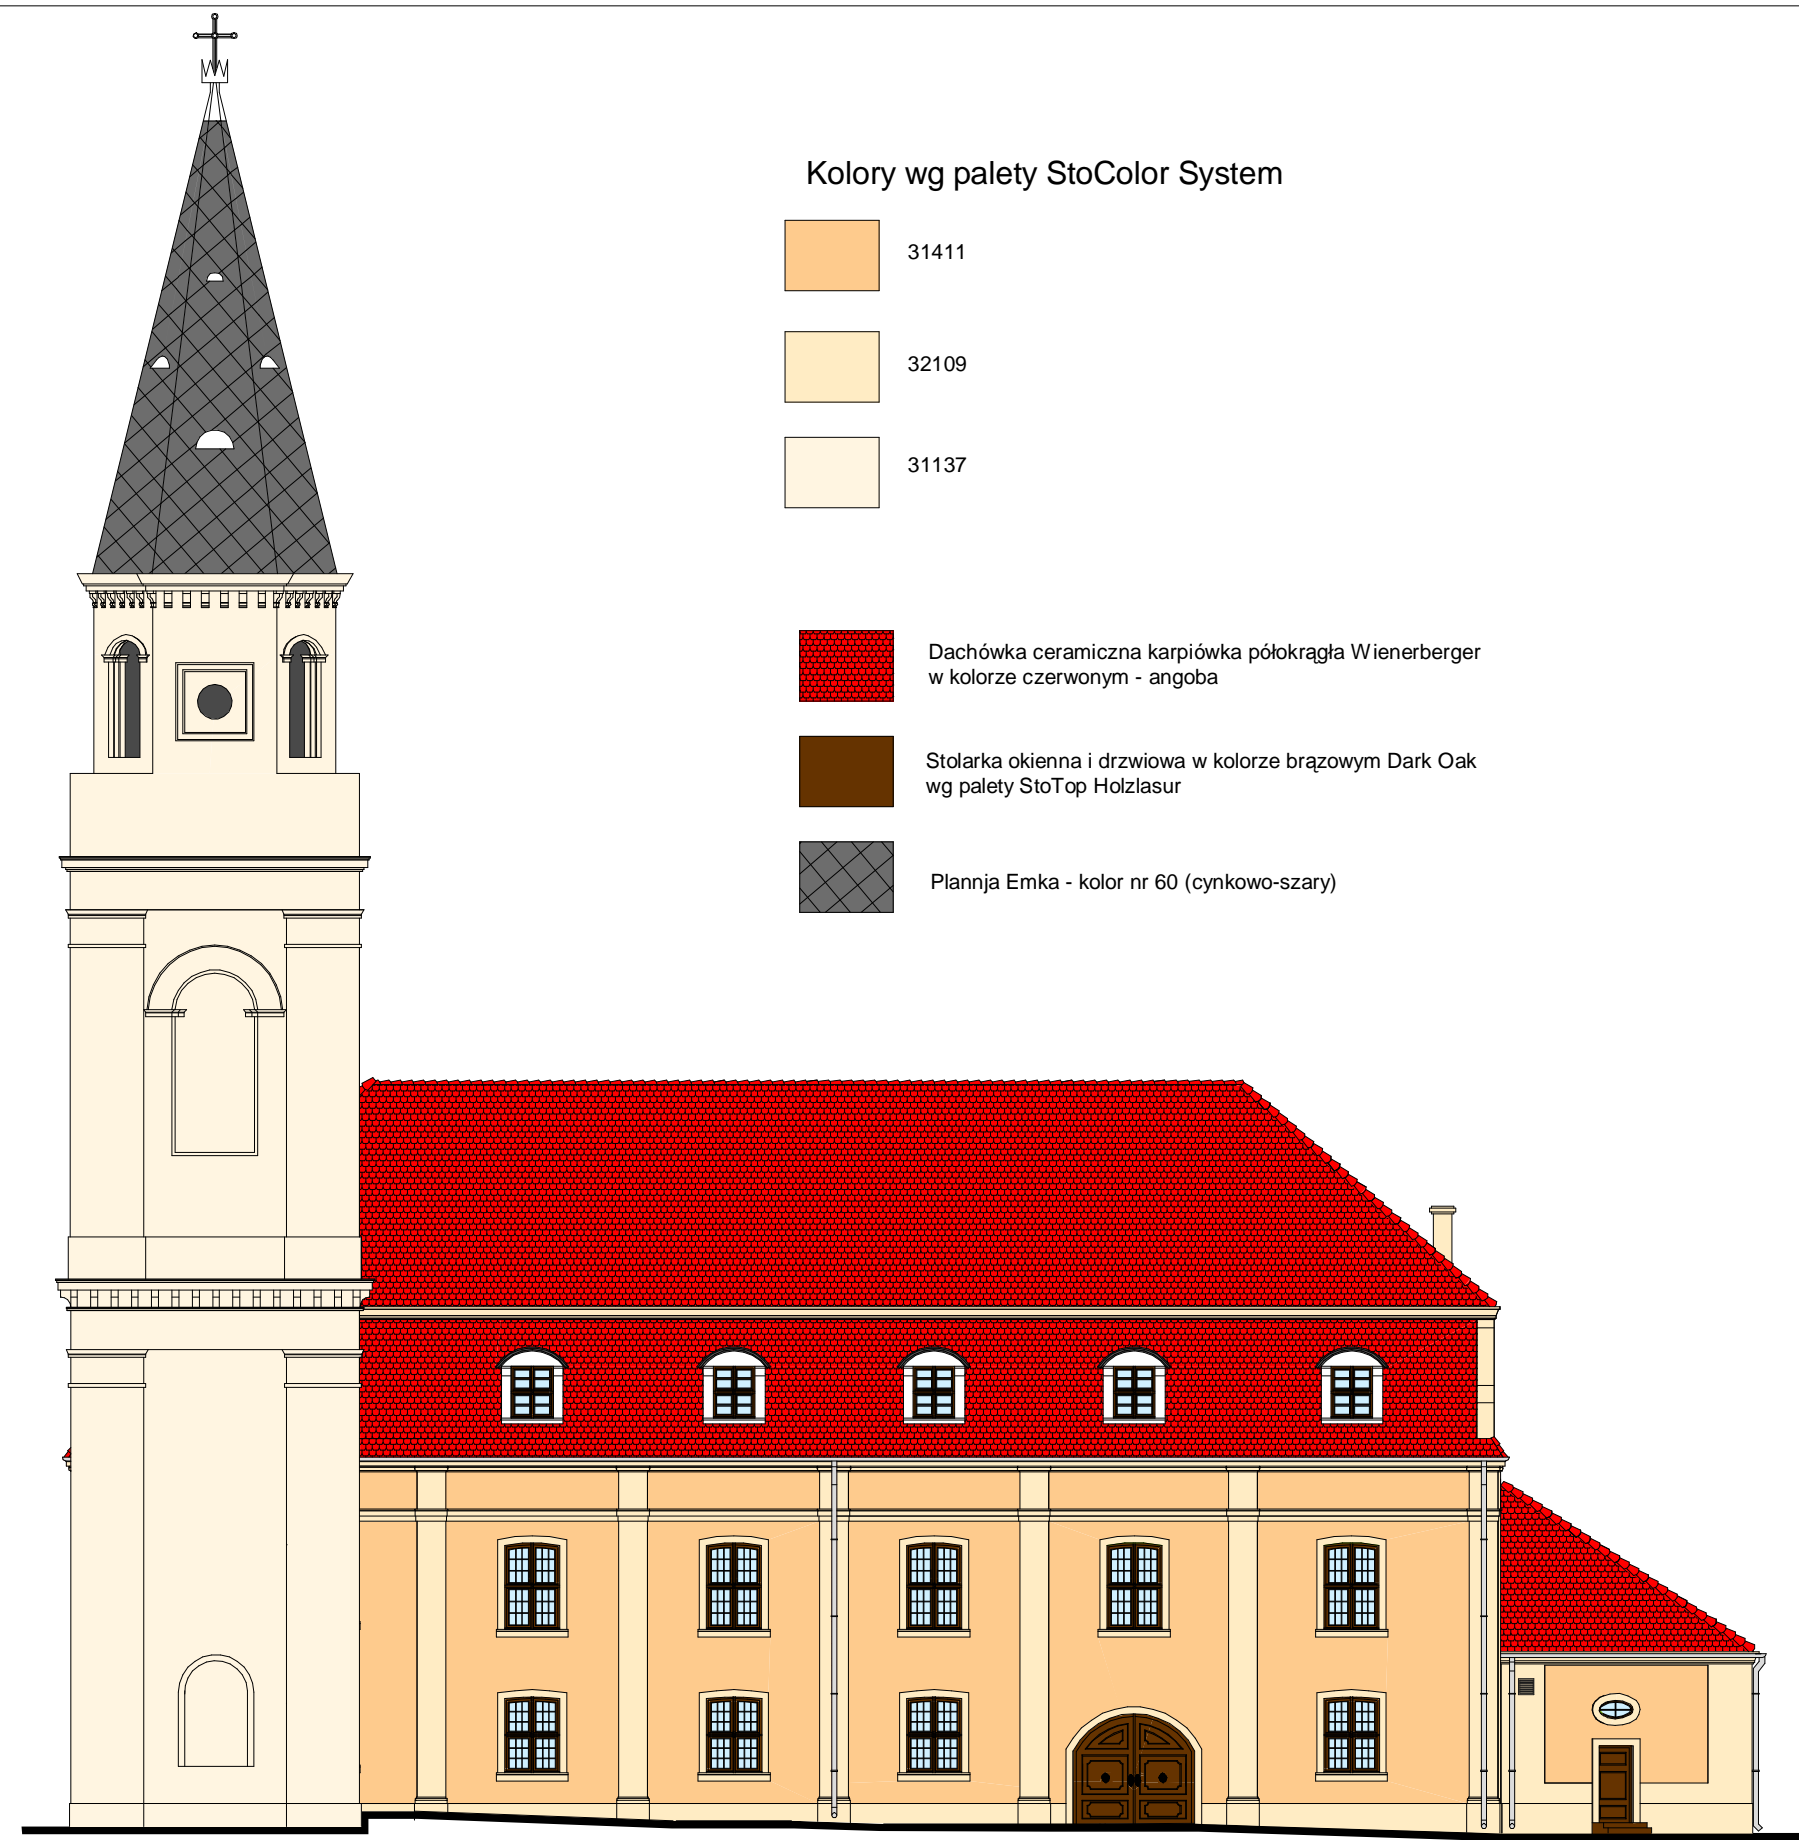 Kolory wg palety StoColor System
31411
32109
31137
Dachówka ceramiczna karpiówka półokrągła Wienerberger
w kolorze czerwonym - angoba
Stolarka okienna i drzwiowa w kolorze brązowym Dark Oak
wg palety StoTop Holzlasur
Plannja Emka - kolor nr 60 (cynkowo-szary)